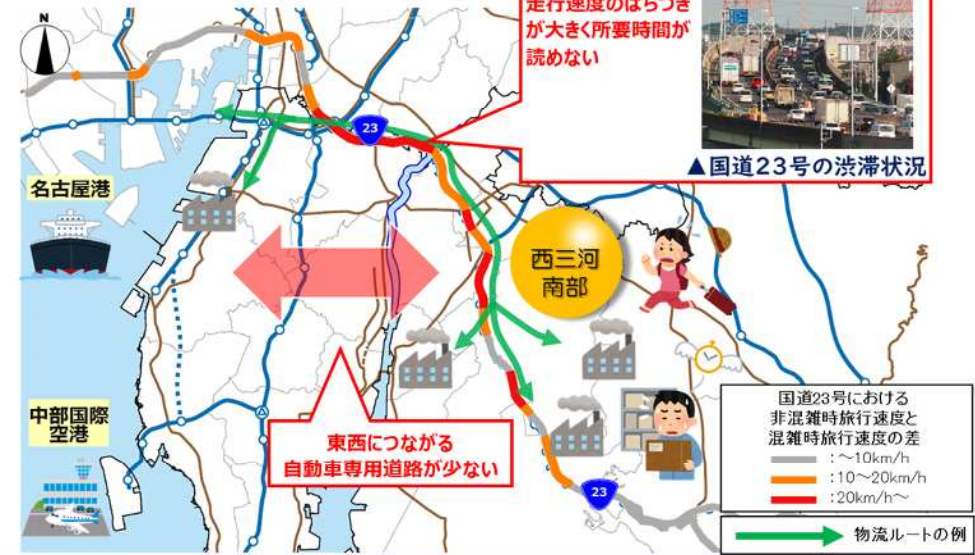 走行速度のばらつき
が大きく所要時間が
読めない
▲国道23号の渋滞状況
N
23
名古屋港
西三河
南部
中部国際
空港
東西につながる
自動車専用道路が少ない
23
国道23号における
非混雑時旅行速度と
混雑時旅行速度の差
:～10km/h
:10～20km/h
:20km/h～
物流ルートの例